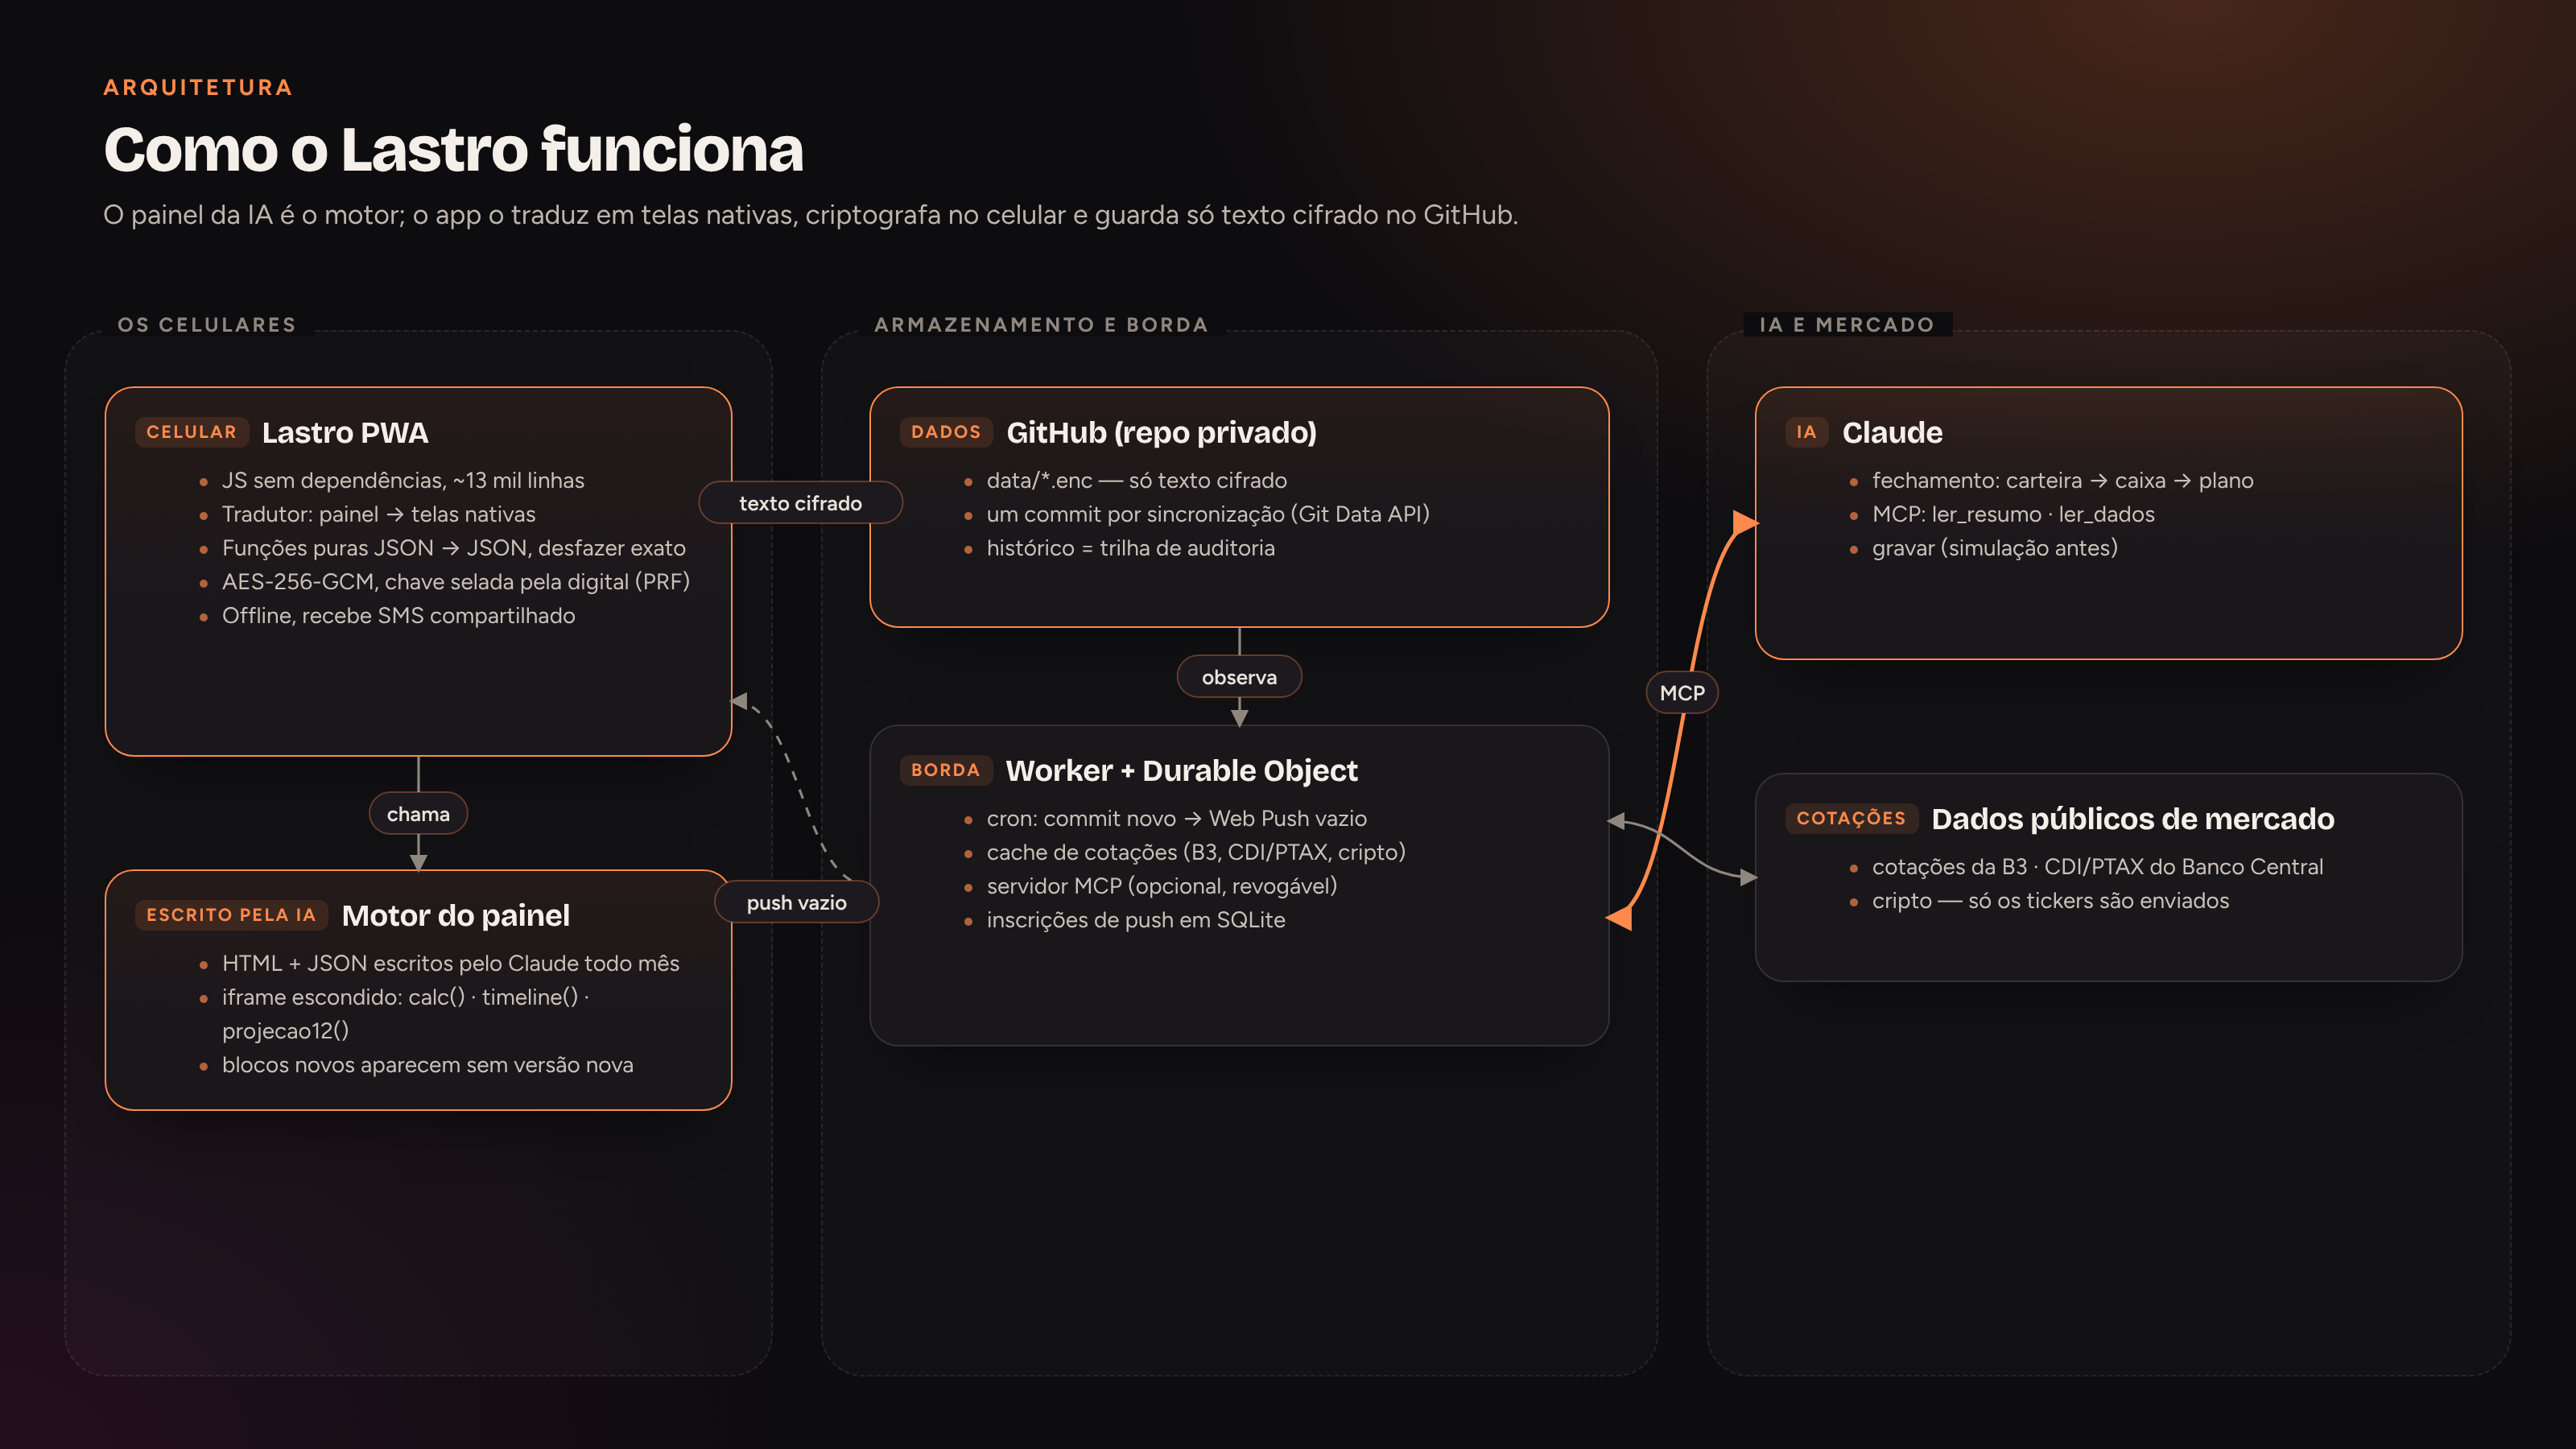 ARQUITETURA
Como o Lastro funciona
O painel da IA é o motor; o app o traduz em telas nativas, criptografa no celular e guarda só texto cifrado no GitHub.
OS CELULARES
CELULAR Lastro PWA
JS sem dependências, ~13 mil linhas
Tradutor: painel → telas nativas
Funções puras JSON → JSON, desfazer exato
AES-256-GCM, chave selada pela digital (PRF)
Offline, recebe SMS compartilhado
chama
ESCRITO PELA IA Motor do painel
HTML + JSON escritos pelo Claude todo mês
iframe escondido: calc() · timeline() ·
projecao12()
blocos novos aparecem sem versão nova
texto cifrado
push vazio
ARMAZENAMENTO E BORDA
DADOS GitHub (repo privado)
data/*.enc — só texto cifrado
um commit por sincronização (Git Data API)
histórico = trilha de auditoria
observa
BORDA Worker + Durable Object
cron: commit novo → Web Push vazio
cache de cotações (B3, CDI/PTAX, cripto)
servidor MCP (opcional, revogável)
inscrições de push em SQLite
MCP
IA E MERCADO
IA Claude
fechamento: carteira → caixa → plano
MCP: ler_resumo · ler_dados
gravar (simulação antes)
COTAÇÕES Dados públicos de mercado
cotações da B3 · CDI/PTAX do Banco Central
cripto — só os tickers são enviados